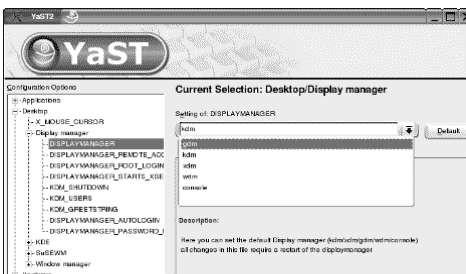 YaST2
YaST
Configuration Options
Applications
Desktop
X_MOUSE_CURSOR
Display manager
DISPLAYMANAGER
DISPLAYMANAGER_REMOTE_ACC
DISPLAYMANAGER_ROOT_LOGIN
DISPLAYMANAGER_STARTS_XSE
KDM_SHUTDOWN
KDM_USERS
KDM_GREETSTRING
DISPLAYMANAGER_AUTOLOGIN
DISPLAYMANAGER_PASSWORD_
KDE
SuSEWM
Window manager
Current Selection: Desktop/Display manager
Setting of: DISPLAYMANAGER
kdm
Default
gdm
kdm
xdm
wdm
console
Description:
Here you can set the default Display manager (kdm/xdm/gdm/wdm/console)
all changes in this file require a restart of the displaymanager